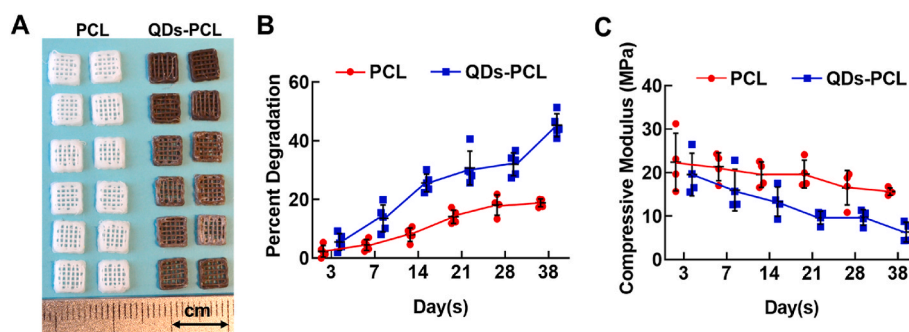 A
PCL QDs-PCL
cm
B
PCL QDs-PCL
Percent Degradation
60
40
20
0
3 7 14 21 28 38
Day(s)
C
PCL QDs-PCL
Compressive Modulus (MPa)
40
30
20
10
0
3 7 14 21 28 38
Day(s)